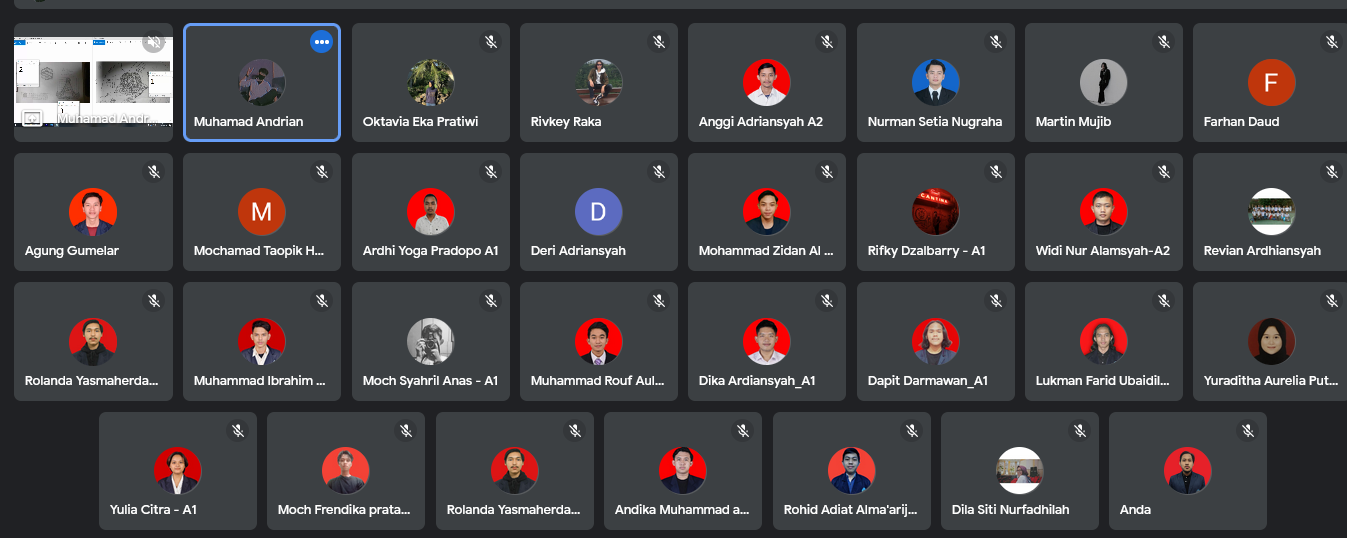 Muhamad Andr...
Muhamad Andrian
Oktavia Eka Pratiwi
Rivkey Raka
Anggi Adriansyah A2
Nurman Setia Nugraha
Martin Mujib
F
Farhan Daud
Agung Gumelar
M
Mochamad Taopik H...
Ardhi Yoga Pradopo A1
D
Deri Adriansyah
Mohammad Zidan Al ...
CANTINA
Rifky Dzalbarry - A1
Widi Nur Alamsyah-A2
Revian Ardhiansyah
Rolanda Yasmaherda...
Muhammad Ibrahim ...
Moch Syahril Anas - A1
Muhammad Rouf Aul...
Dika Ardiansyah_A1
Dapit Darmawan_A1
Lukman Farid Ubaidil...
Yuraditha Aurelia Put...
Yulia Citra - A1
Moch Frendika prata...
Rolanda Yasmaherda...
Andika Muhammad a...
Rohid Adiat Alma'arij...
Dila Siti Nurfadhilah
Anda